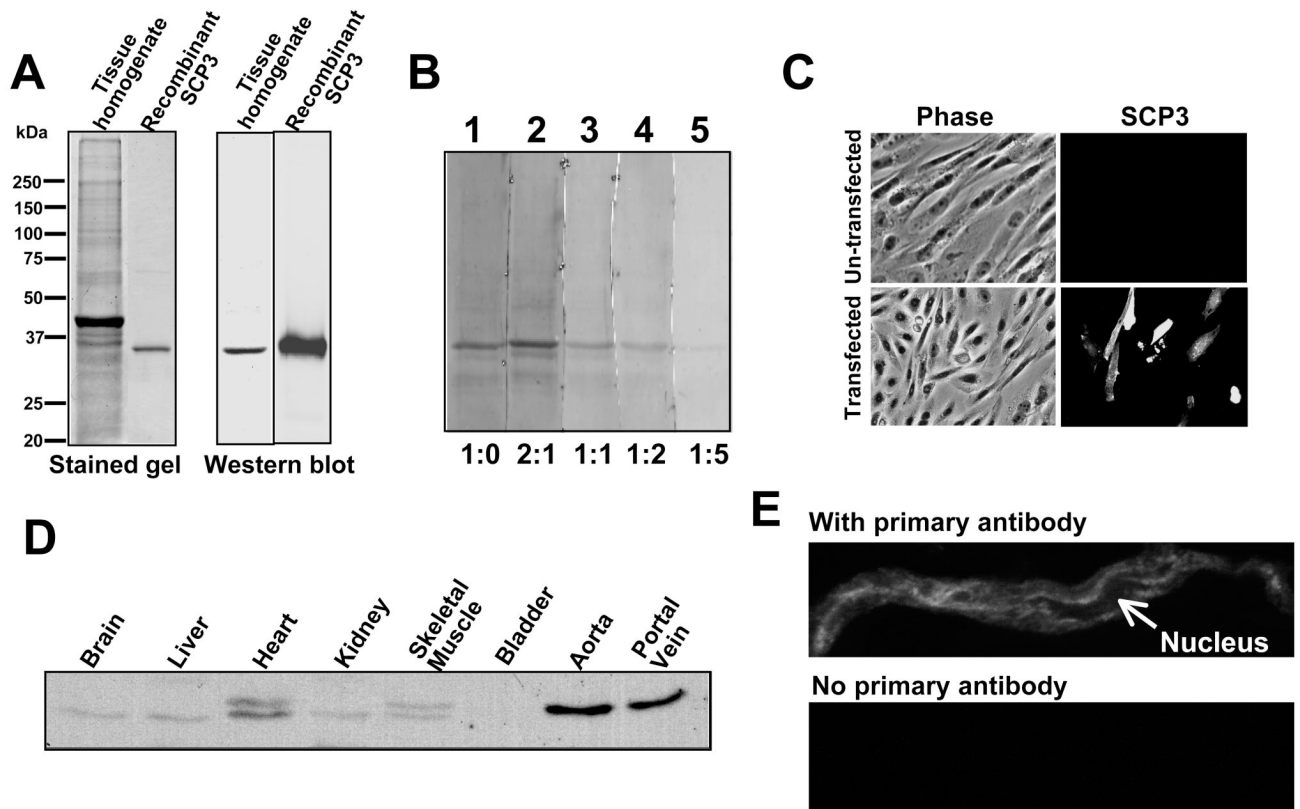 A
Tissue
homogenate
Recombinant
SCP3
Tissue
homogenate
Recombinant
SCP3
kDa
250
150
100
75
50
37
25
20
Stained gel
Western blot
B
1 2 3 4 5
1:0 2:1 1:1 1:2 1:5
C
Phase
SCP3
Un-transfected
Transfected
D
Brain
Liver
Heart
Kidney
Skeletal
Muscle
Bladder
Aorta
Portal
Vein
E
With primary antibody
Nucleus
No primary antibody